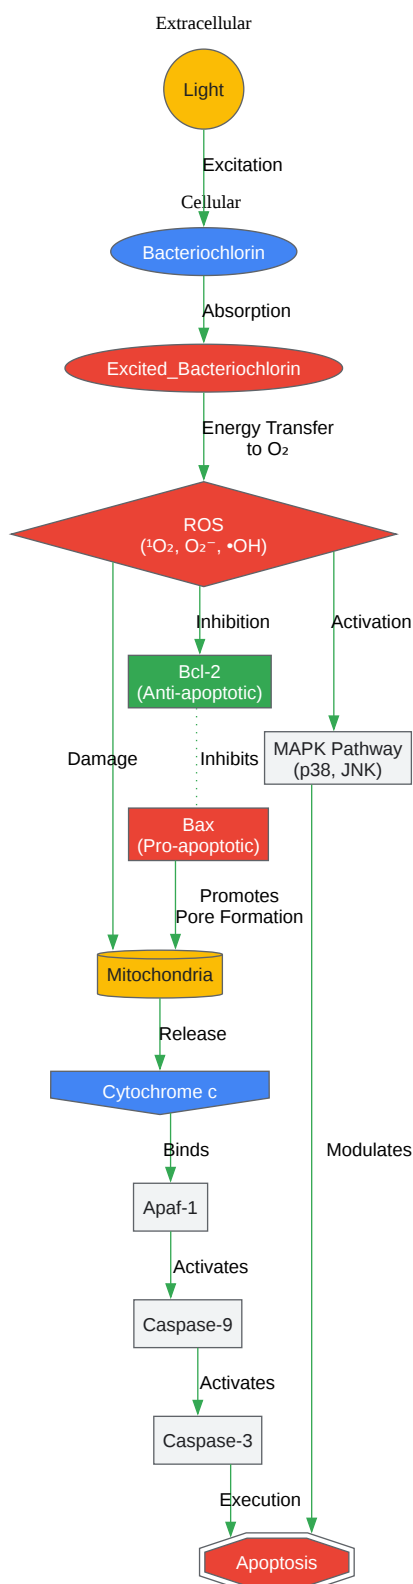 Extracellular
Light
Excitation
Cellular
Bacteriochlorin
Absorption
Excited_Bacteriochlorin
Energy Transfer
to O₂
ROS
(¹O₂, O₂⁻, •OH)
Inhibition
Activation
Bcl-2
(Anti-apoptotic)
MAPK Pathway
(p38, JNK)
Damage
Inhibits
Bax
(Pro-apoptotic)
Promotes
Pore Formation
Mitochondria
Release
Cytochrome c
Binds
Modulates
Apaf-1
Activates
Caspase-9
Activates
Caspase-3
Execution
Apoptosis